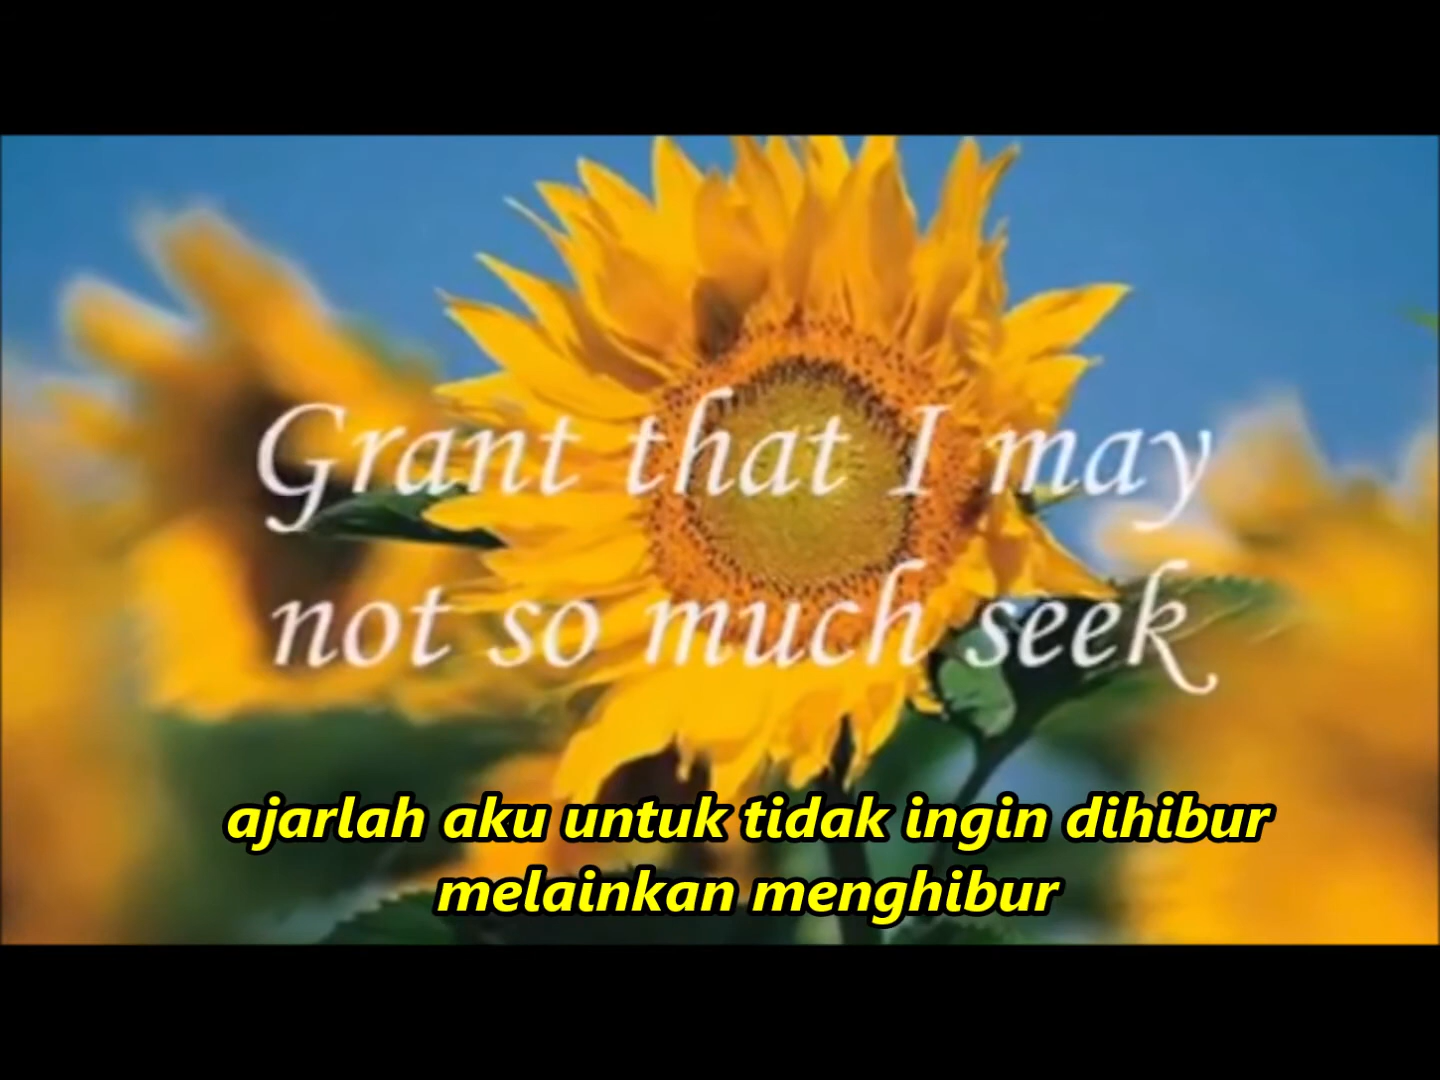 Grant that I may
not so much seek
ajarlah aku untuk tidak ingin dihibur
melainkan menghibur